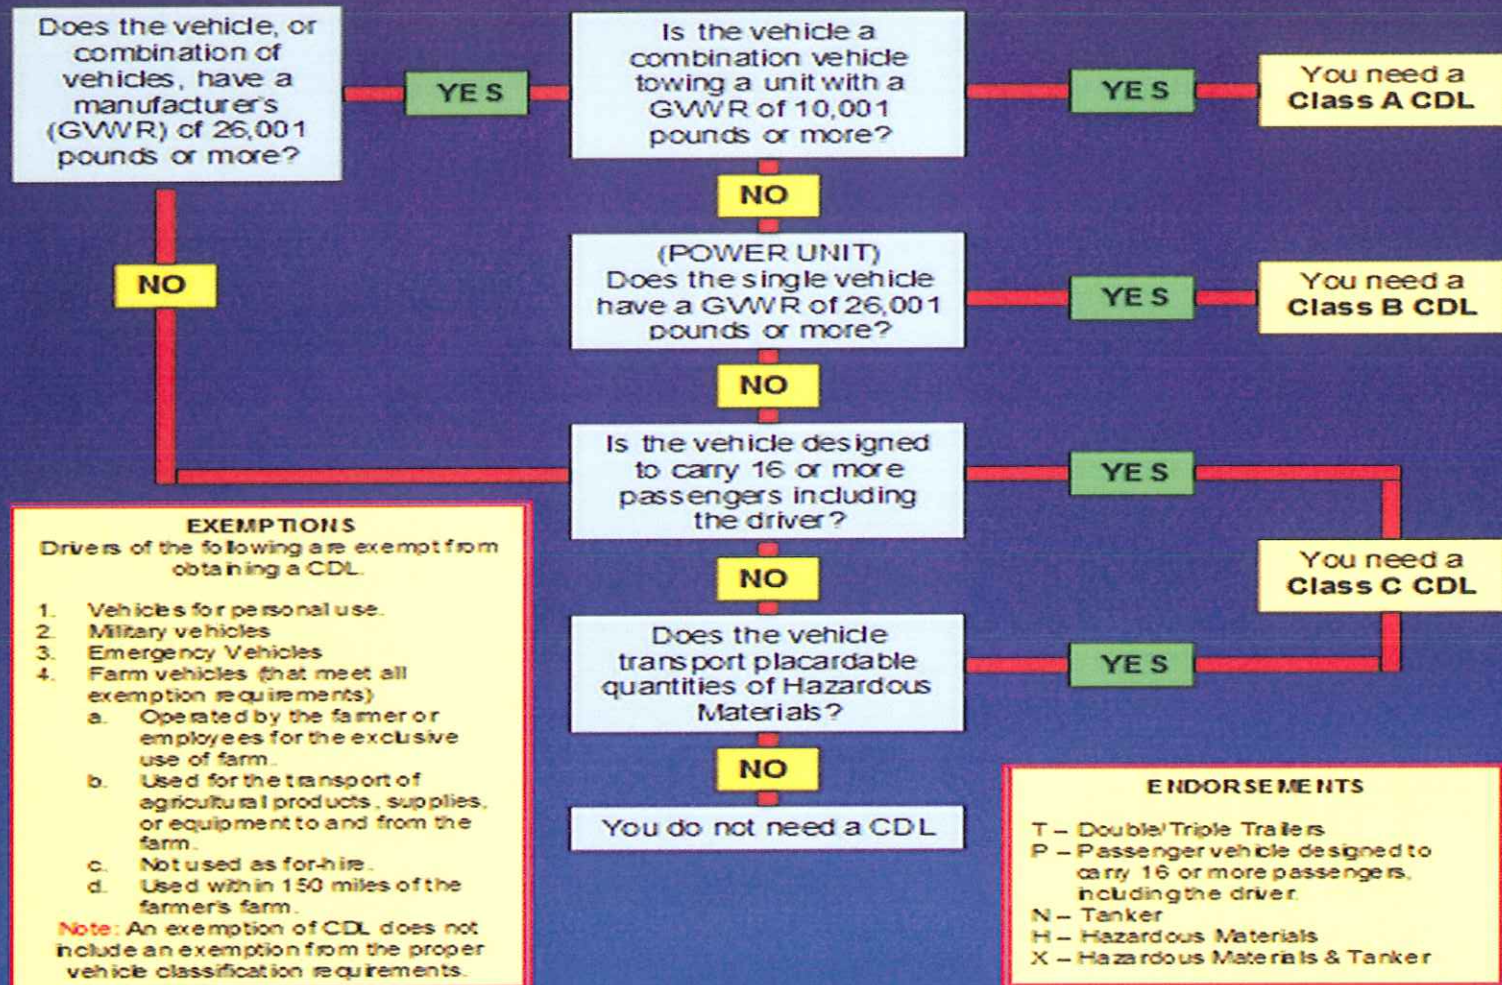 Does the vehicle, or
combination of
vehicles, have a
manufacturer's
(GVWR) of 26,001
pounds or more?
YES
Is the vehicle a
combination vehicle
towing a unit with a
GVWR of 10,001
pounds or more?
YES
You need a
Class A CDL
NO
NO
(POWER UNIT)
Does the single vehicle
have a GVWR of 26,001
pounds or more?
YES
You need a
Class B CDL
NO
Is the vehicle designed
to carry 16 or more
passengers including
the driver?
YES
NO
You need a
Class C CDL
Does the vehicle
transport placardable
quantities of Hazardous
Materials?
YES
NO
You do not need a CDL
EXEMPTIONS
Drivers of the following are exempt from
obtaining a CDL.
1. Vehicles for personal use.
2. Military vehicles
3. Emergency Vehicles
4. Farm vehicles (that meet all
exemption requirements)
a. Operated by the farmer or
employees for the exclusive
use of farm.
b. Used for the transport of
agricultural products, supplies,
or equipment to and from the
farm.
c. Not used as for-hire.
d. Used within 150 miles of the
farmer's farm.
Note: An exemption of CDL does not
include an exemption from the proper
vehicle classification requirements.
ENDORSEMENTS
T – Double/Triple Trailers
P – Passenger vehicle designed to
carry 16 or more passengers,
including the driver.
N – Tanker
H – Hazardous Materials
X – Hazardous Materials & Tanker